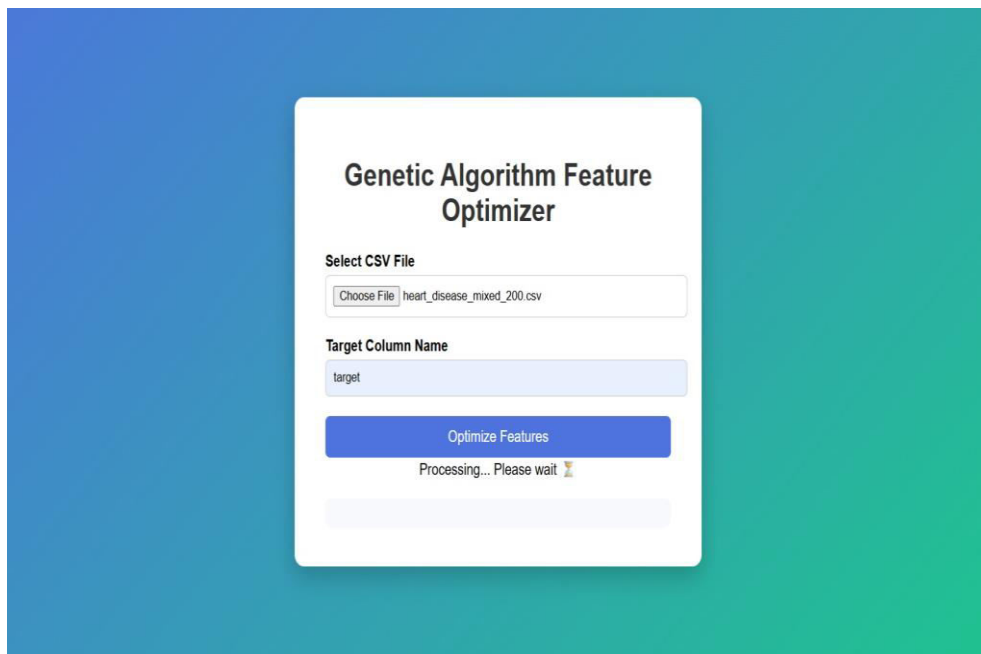 Genetic Algorithm Feature
Optimizer
Select CSV File
Choose File heart_disease_mixed_200.csv
Target Column Name
target
Optimize Features
Processing... Please wait ⏳